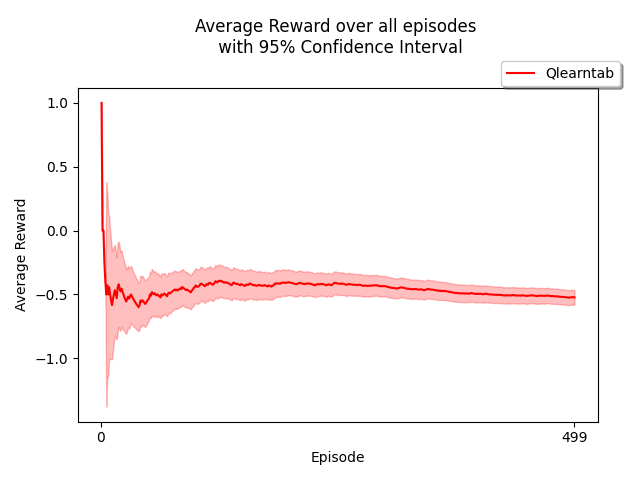 Average Reward over all episodes
with 95% Confidence Interval
Qlearntab
1.0
0.5
0.0
−0.5
−1.0
Average Reward
0
499
Episode